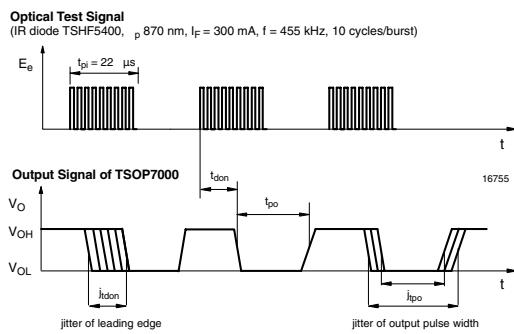 Optical Test Signal
(IR diode TSHF5400, p 870 nm, IF = 300 mA, f = 455 kHz, 10 cycles/burst)
Ee
tpi = 22 μs
t
Output Signal of TSOP7000
16755
VO
tdon
tpo
VOH
VOL
t
jtdon
jtpo
jitter of leading edge
jitter of output pulse width